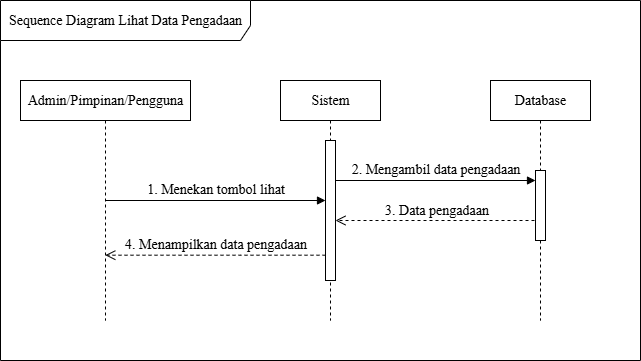 Sequence Diagram Lihat Data Pengadaan
Admin/Pimpinan/Pengguna
Sistem
Database
1. Menekan tombol lihat
2. Mengambil data pengadaan
3. Data pengadaan
4. Menampilkan data pengadaan